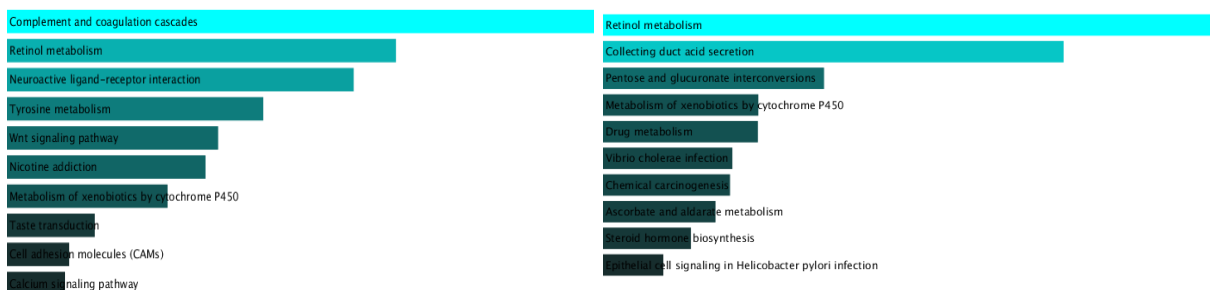 Complement and coagulation cascades
Retinol metabolism
Neuroactive ligand-receptor interaction
Tyrosine metabolism
Wnt signaling pathway
Nicotine addiction
Metabolism of xenobiotics by cytochrome P450
Taste transduction
Cell adhesion molecules (CAMs)
Calcium signaling pathway
Retinol metabolism
Collecting duct acid secretion
Pentose and glucuronate interconversions
Metabolism of xenobiotics by cytochrome P450
Drug metabolism
Vibrio cholerae infection
Chemical carcinogenesis
Ascorbate and aldarate metabolism
Steroid hormone biosynthesis
Epithelial cell signaling in Helicobacter pylori infection